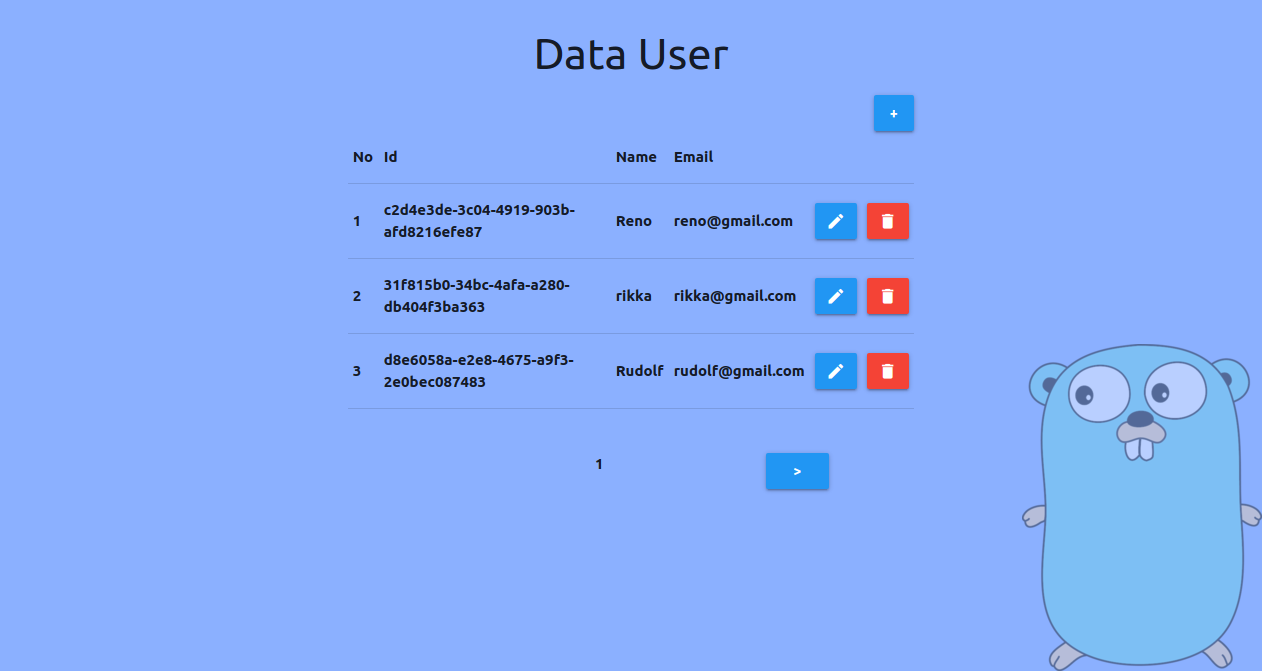 Data User
+
No Id Name Email
1 c2d4e3de-3c04-4919-903b- Reno reno@gmail.com
afd8216efe87
2 31f815b0-34bc-4afa-a280- rikka rikka@gmail.com
db404f3ba363
3 d8e6058a-e2e8-4675-a9f3- Rudolf rudolf@gmail.com
2e0bec087483
1 >